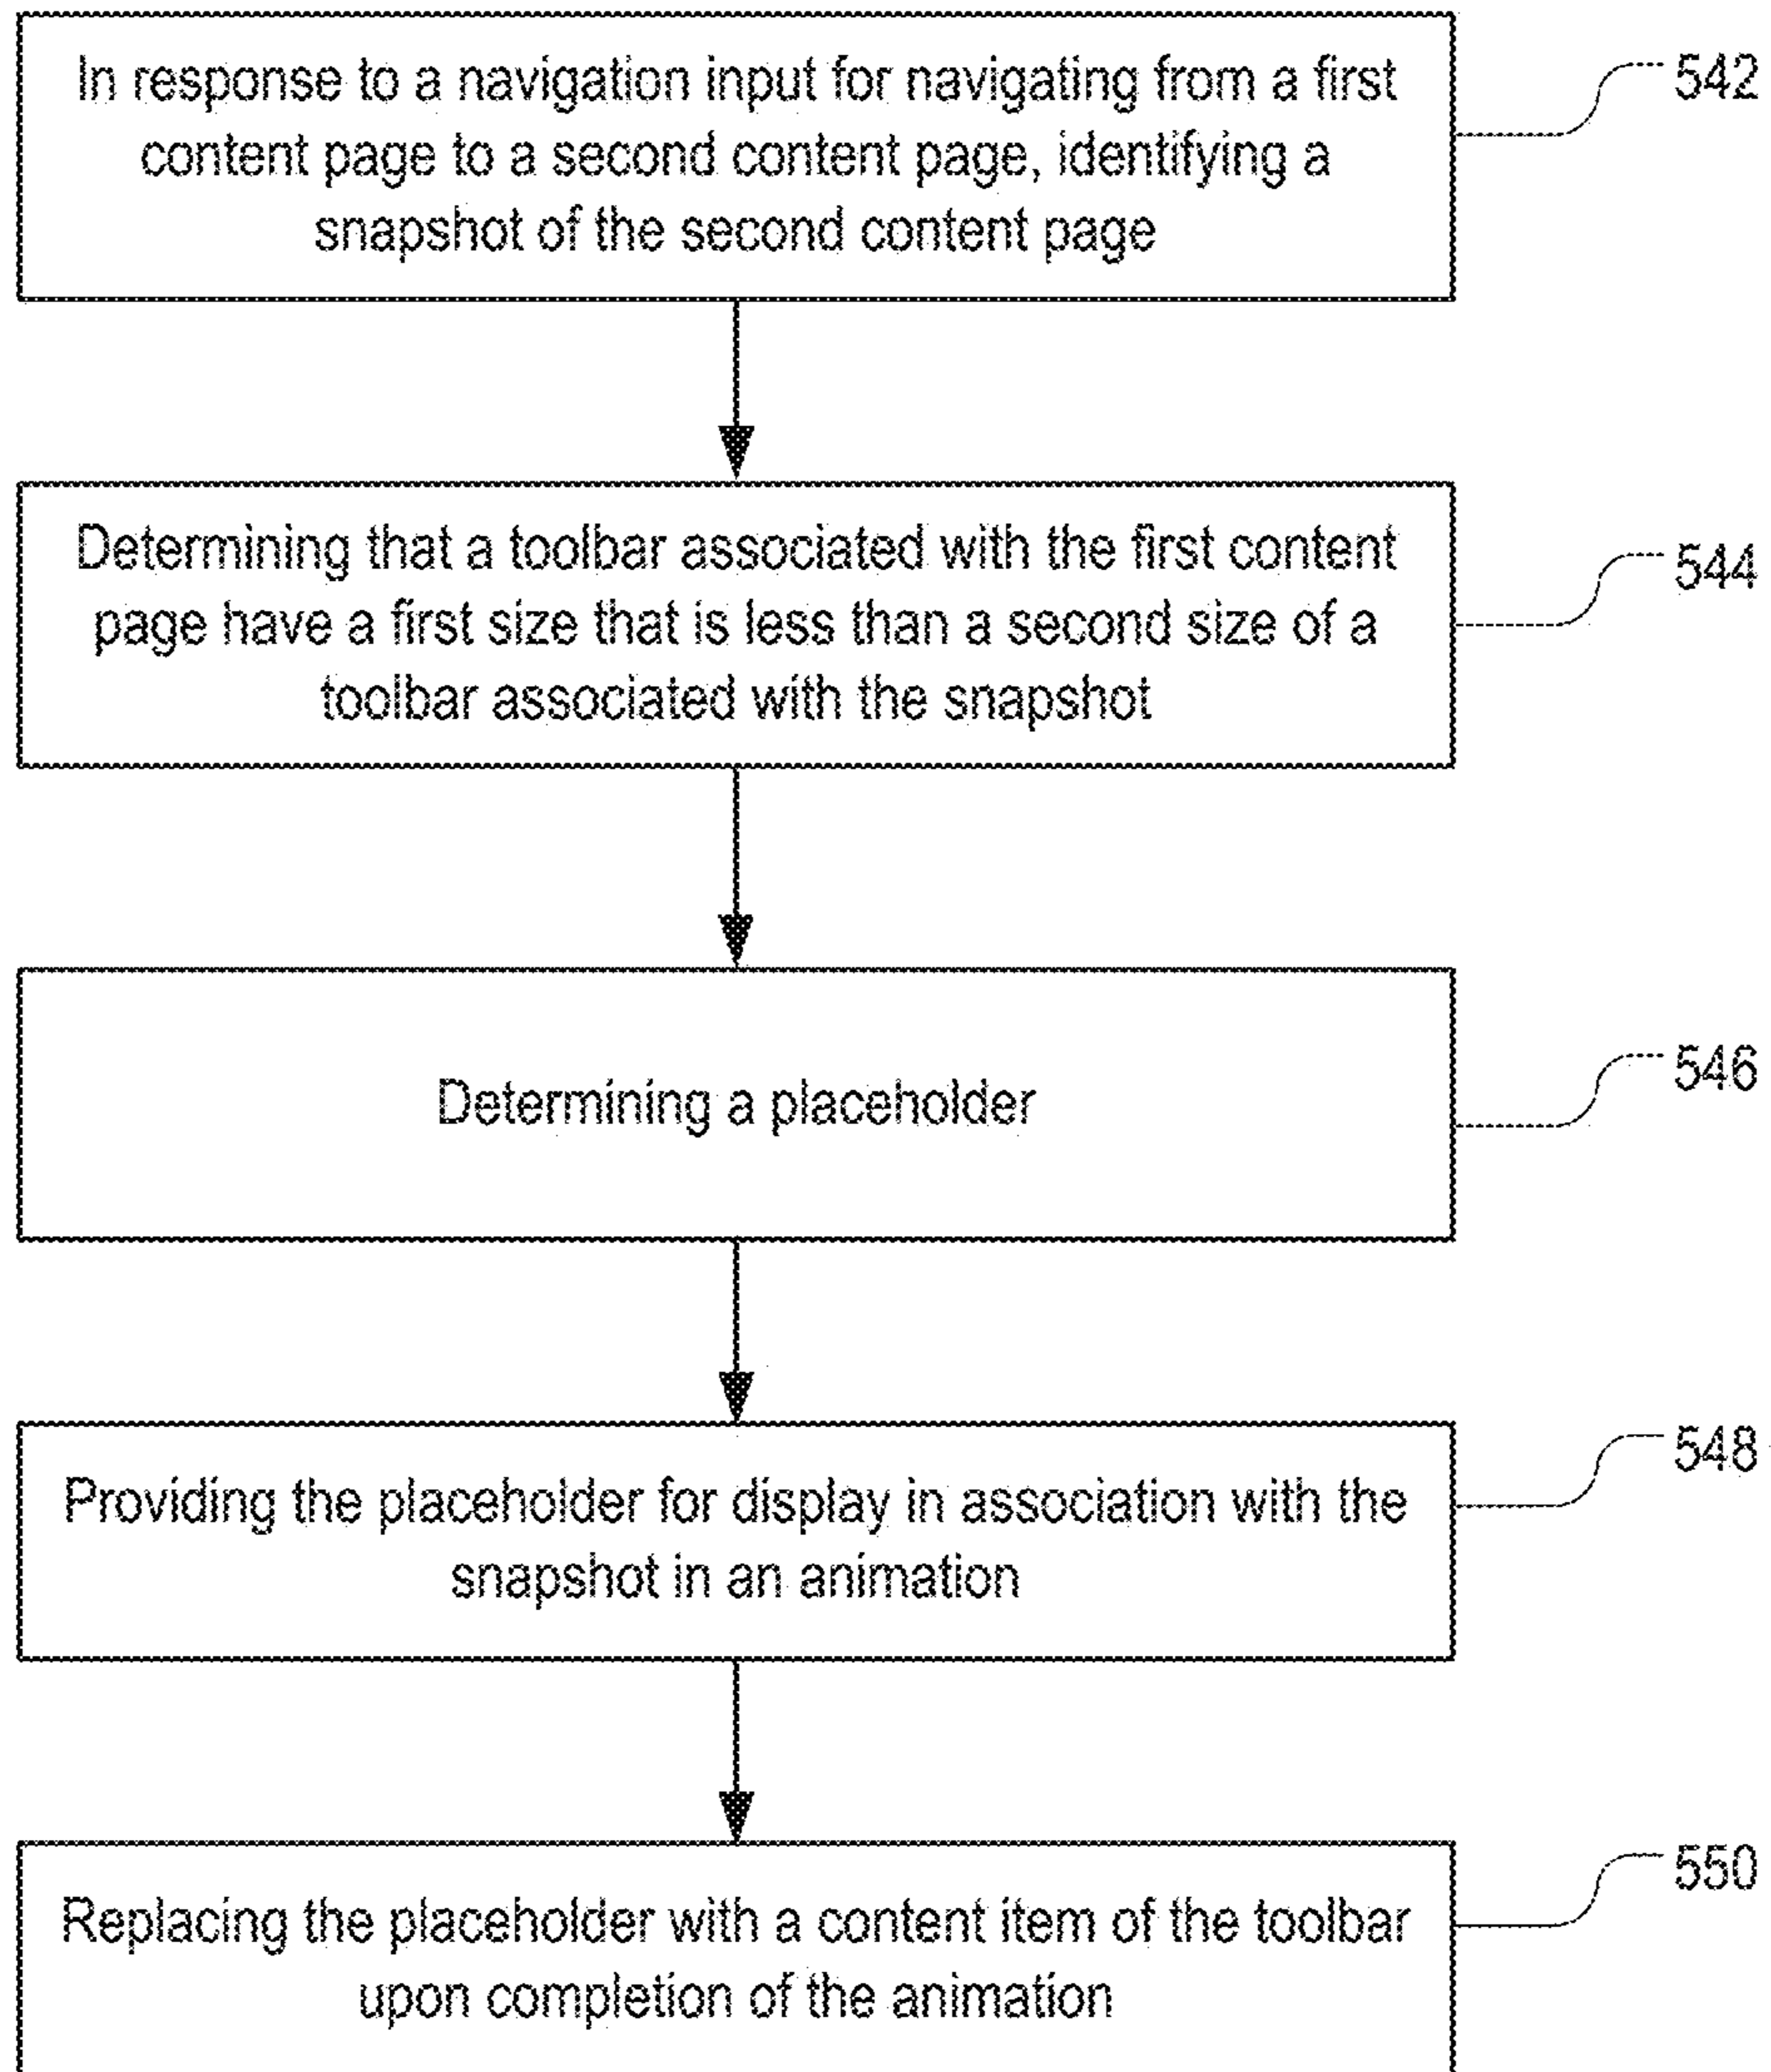 In response to a navigation input for navigating from a first
content page to a second content page, identifying a
snapshot of the second content page
542
Determining that a toolbar associated with the first content
page have a first size that is less than a second size of a
toolbar associated with the snapshot
544
Determining a placeholder
546
Providing the placeholder for display in association with the
snapshot in an animation
548
Replacing the placeholder with a content item of the toolbar
upon completion of the animation
550